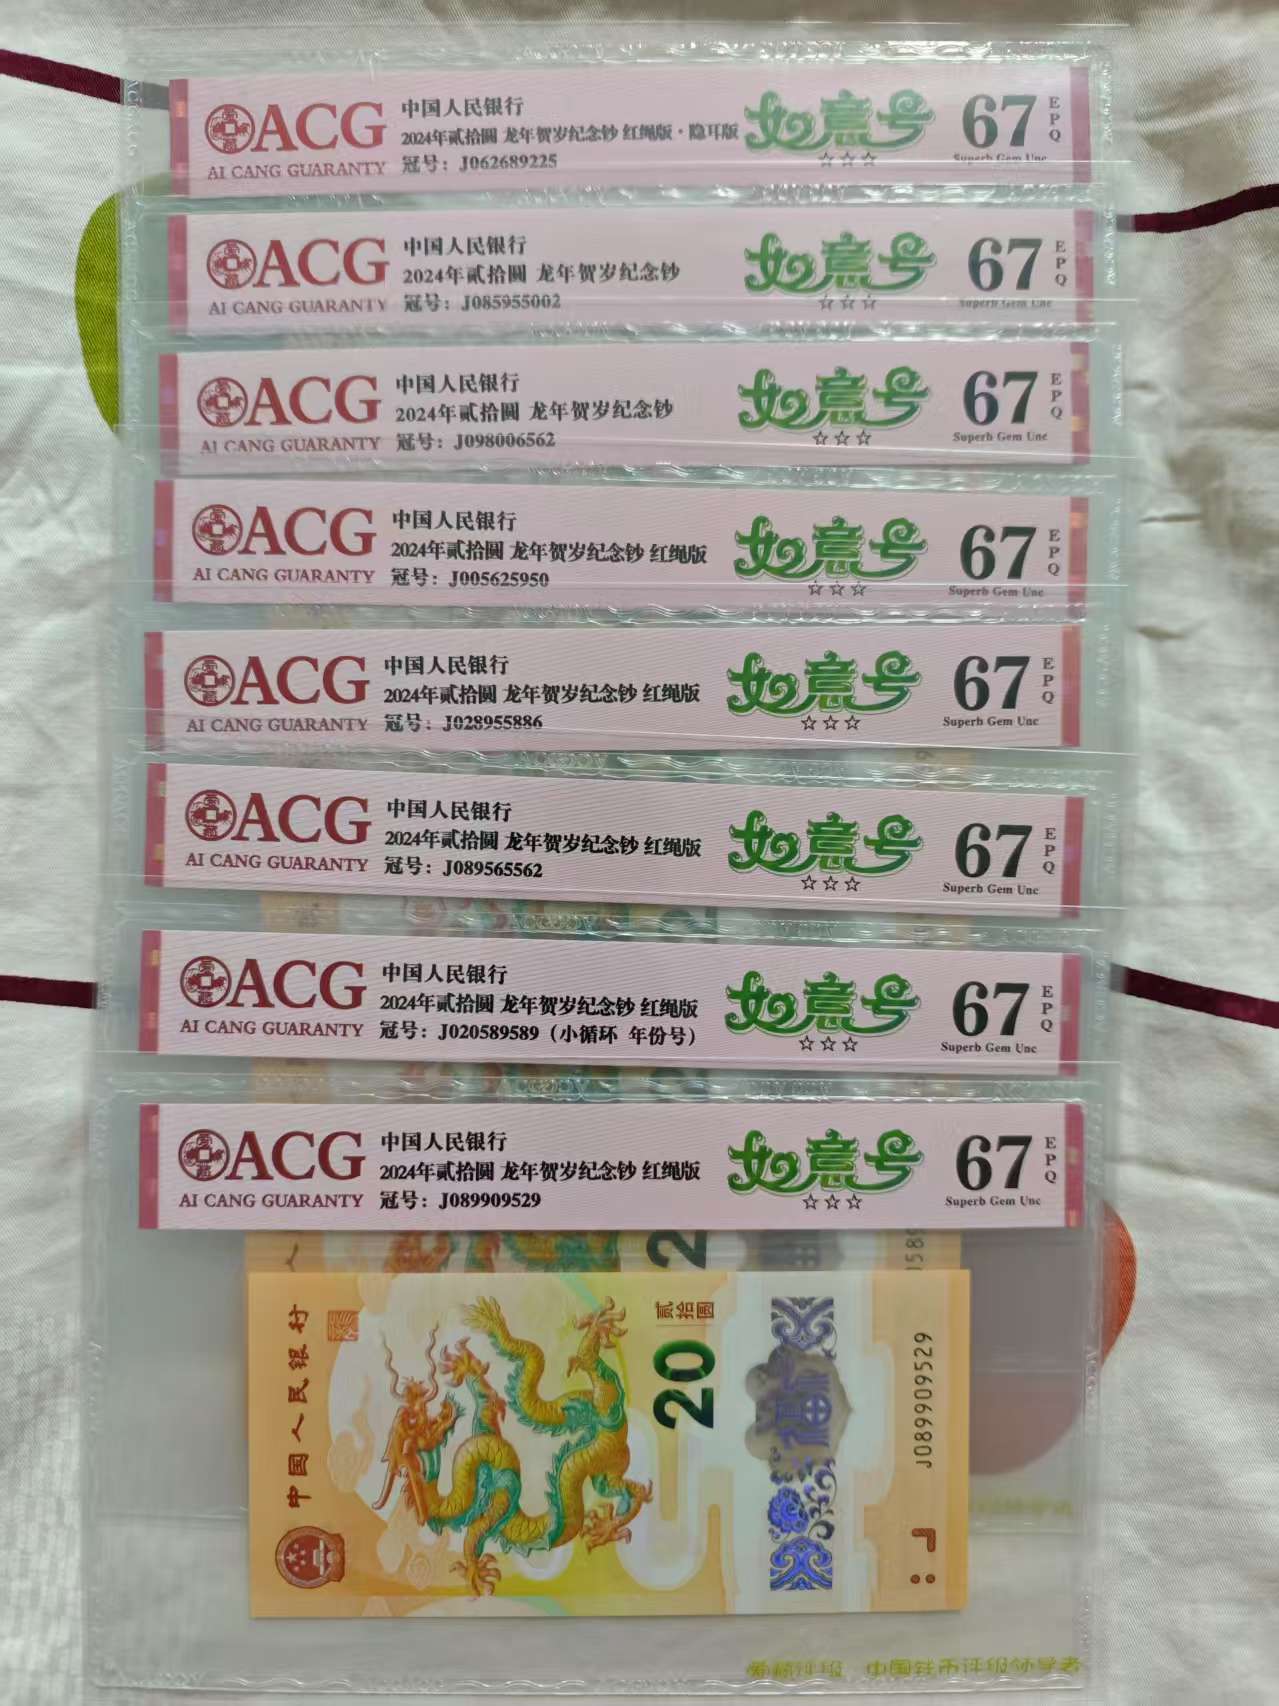 ACG
AI CANG GUARANTY
中国人民银行
2024年贰拾圆 龙年贺岁纪念钞 红绳版·隐耳版
冠号：J062689225
如意号
☆☆☆
67
EPQ
Superb Gem Unc
ACG
AI CANG GUARANTY
中国人民银行
2024年贰拾圆 龙年贺岁纪念钞
冠号：J085955002
如意号
☆☆☆
67
EPQ
Superb Gem Unc
ACG
AI CANG GUARANTY
中国人民银行
2024年贰拾圆 龙年贺岁纪念钞
冠号：J098006562
如意号
☆☆☆
67
EPQ
Superb Gem Unc
ACG
AI CANG GUARANTY
中国人民银行
2024年贰拾圆 龙年贺岁纪念钞 红绳版
冠号：J005625950
如意号
☆☆☆
67
EPQ
Superb Gem Unc
ACG
AI CANG GUARANTY
中国人民银行
2024年贰拾圆 龙年贺岁纪念钞 红绳版
冠号：J028955886
如意号
☆☆☆
67
EPQ
Superb Gem Unc
ACG
AI CANG GUARANTY
中国人民银行
2024年贰拾圆 龙年贺岁纪念钞 红绳版
冠号：J089565562
如意号
☆☆☆
67
EPQ
Superb Gem Unc
ACG
AI CANG GUARANTY
中国人民银行
2024年贰拾圆 龙年贺岁纪念钞 红绳版
冠号：J020589589（小循环 年份号）
如意号
☆☆☆
67
EPQ
Superb Gem Unc
ACG
AI CANG GUARANTY
中国人民银行
2024年贰拾圆 龙年贺岁纪念钞 红绳版
冠号：J089909529
如意号
☆☆☆
67
EPQ
Superb Gem Unc
中国人民银行
贰拾圆
20
福
J089909529
爱藏评级 中国钱币评级领导者